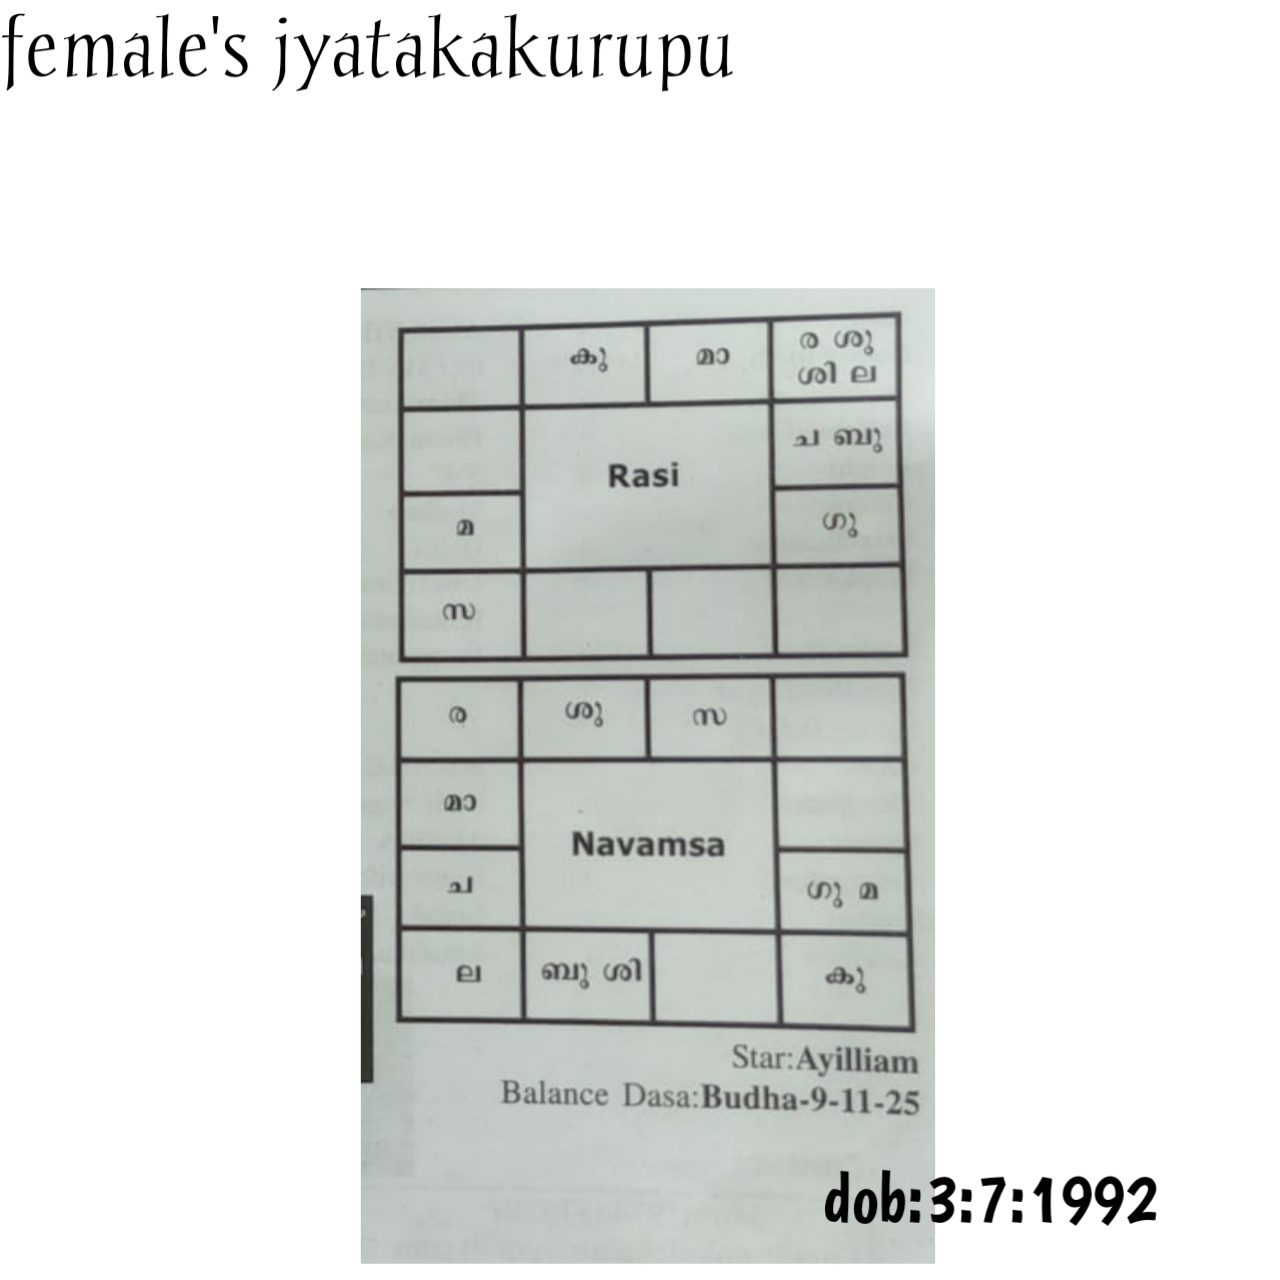 female's jyatakakurupu
കു മാ ര ശു
ശി ല
ച ബു
Rasi
മ ഗു
സ
ര ശു സ
മാ
Navamsa
ച ഗു മ
ല ബു ശി കു
Star:Ayilliam
Balance Dasa:Budha-9-11-25
dob:3:7:1992